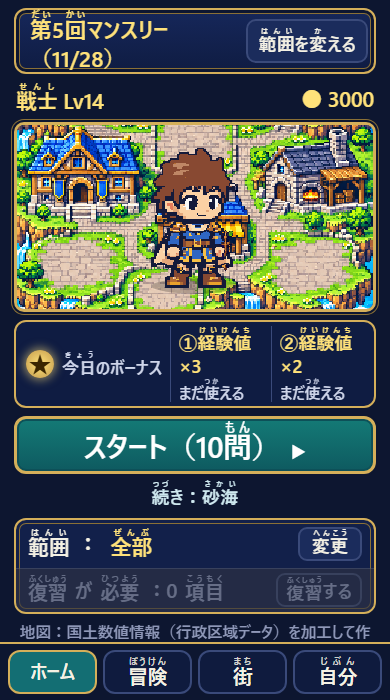 第5回マンスリー
（11/28）
範囲を変える
戦士 Lv14
3000
今日のボーナス
①経験値
×3
まだ使える
②経験値
×2
まだ使える
スタート（10問） ▶
続き：砂海
範囲 ： 全部
変更
復習 が 必要 ：0 項目
復習する
地図：国土数値情報（行政区域データ）を加工して作
ホーム
冒険
街
自分